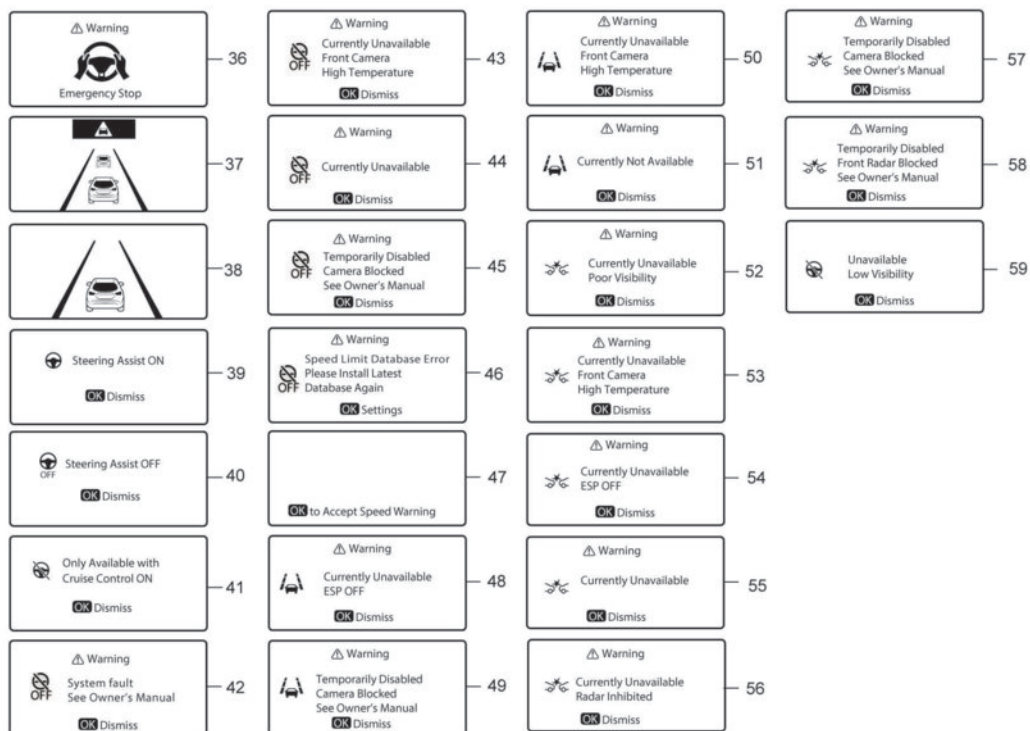 ⚠ Warning
Emergency Stop
36
37
38
Steering Assist ON
OK Dismiss
39
OFF
Steering Assist OFF
OK Dismiss
40
Only Available with
Cruise Control ON
OK Dismiss
41
⚠ Warning
OFF
System fault
See Owner's Manual
OK Dismiss
42
⚠ Warning
OFF
Currently Unavailable
Front Camera
High Temperature
OK Dismiss
43
⚠ Warning
OFF
Currently Unavailable
OK Dismiss
44
⚠ Warning
OFF
Temporarily Disabled
Camera Blocked
See Owner's Manual
OK Dismiss
45
⚠ Warning
OFF
Speed Limit Database Error
Please Install Latest
Database Again
OK Settings
46
OK to Accept Speed Warning
47
⚠ Warning
Currently Unavailable
ESP OFF
OK Dismiss
48
⚠ Warning
Temporarily Disabled
Camera Blocked
See Owner's Manual
OK Dismiss
49
⚠ Warning
Currently Unavailable
Front Camera
High Temperature
OK Dismiss
50
⚠ Warning
Currently Not Available
OK Dismiss
51
⚠ Warning
Currently Unavailable
Poor Visibility
OK Dismiss
52
⚠ Warning
Currently Unavailable
Front Camera
High Temperature
OK Dismiss
53
⚠ Warning
Currently Unavailable
ESP OFF
OK Dismiss
54
⚠ Warning
Currently Unavailable
OK Dismiss
55
⚠ Warning
Currently Unavailable
Radar Inhibited
OK Dismiss
56
⚠ Warning
Temporarily Disabled
Camera Blocked
See Owner's Manual
OK Dismiss
57
⚠ Warning
Temporarily Disabled
Front Radar Blocked
See Owner's Manual
OK Dismiss
58
Unavailable
Low Visibility
OK Dismiss
59